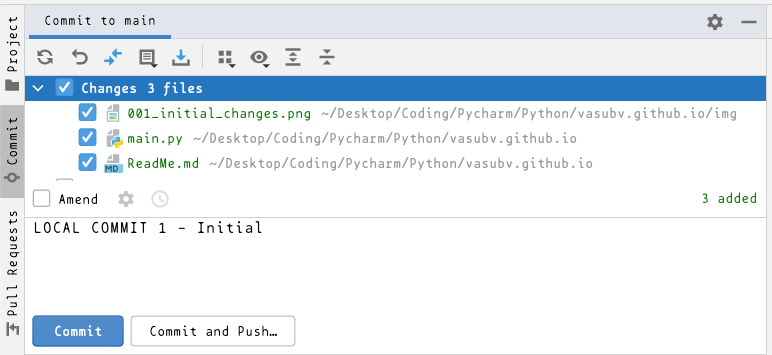 Project
Commit
Pull Requests
Commit to main
Changes 3 files
001_initial_changes.png ~/Desktop/Coding/Pycharm/Python/vasubv.github.io/img
main.py ~/Desktop/Coding/Pycharm/Python/vasubv.github.io
MD ReadMe.md ~/Desktop/Coding/Pycharm/Python/vasubv.github.io
Amend 3 added
LOCAL COMMIT 1 - Initial
Commit Commit and Push…